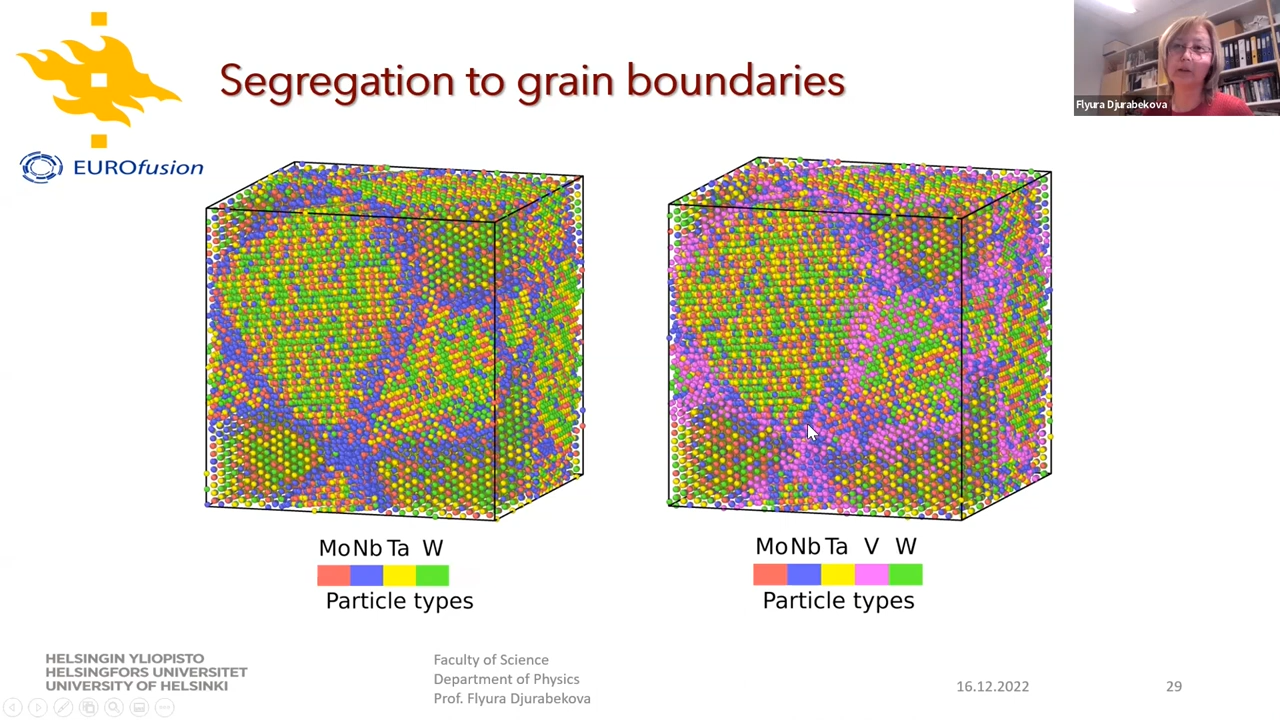 Segregation to grain boundaries
Flyura Djurabekova
EUROfusion
Mo Nb Ta W
Particle types
Mo Nb Ta V W
Particle types
HELSINGIN YLIOPISTO
HELSINGFORS UNIVERSITET
UNIVERSITY OF HELSINKI
Faculty of Science
Department of Physics
Prof. Flyura Djurabekova
16.12.2022
29